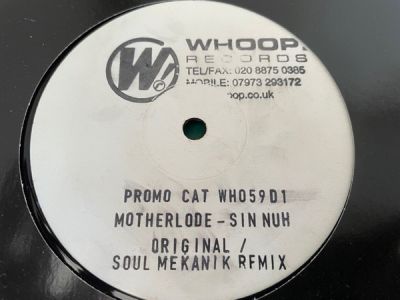 W!
WHOOP!
RECORDS
TEL/FAX: 020 8875 0385
MOBILE: 07973 293172
op.co.uk
PROMO CAT WHO59D1
MOTHERLODE - SIN NUH
ORIGINAL /
SOUL MEKANIK REMIX